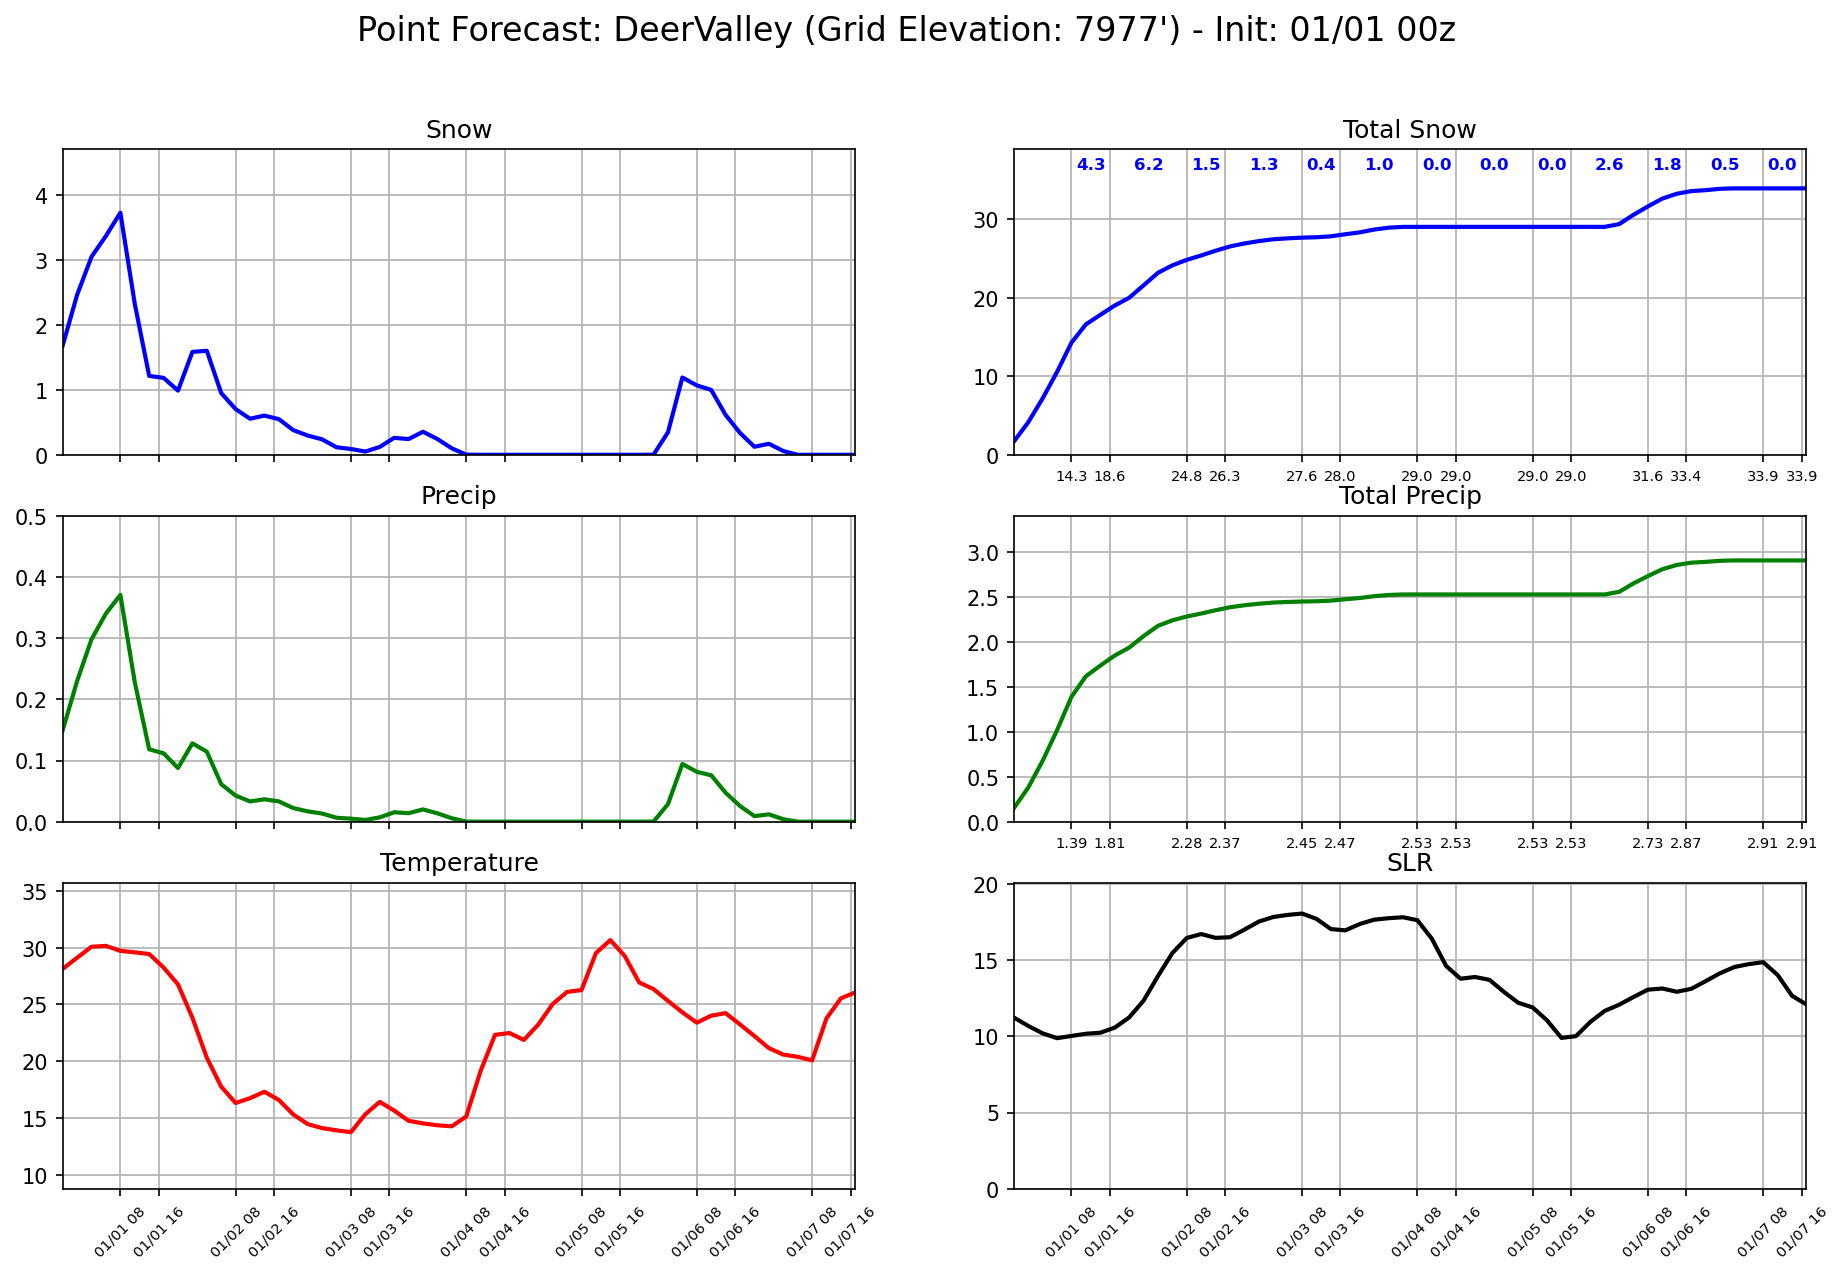 Point Forecast: DeerValley (Grid Elevation: 7977') - Init: 01/01 00z
Snow
4
3
2
1
0
Total Snow
4.3 6.2 1.5 1.3 0.4 1.0 0.0 0.0 0.0 2.6 1.8 0.5 0.0
30
20
10
0
14.3 18.6 24.8 26.3 27.6 28.0 29.0 29.0 29.0 29.0 31.6 33.4 33.9 33.9
Precip
0.5
0.4
0.3
0.2
0.1
0.0
Total Precip
3.0
2.5
2.0
1.5
1.0
0.5
0.0
1.39 1.81 2.28 2.37 2.45 2.47 2.53 2.53 2.53 2.53 2.73 2.87 2.91 2.91
Temperature
35
30
25
20
15
10
01/01 08 01/01 16 01/02 08 01/02 16 01/03 08 01/03 16 01/04 08 01/04 16 01/05 08 01/05 16 01/06 08 01/06 16 01/07 08 01/07 16
SLR
20
15
10
5
0
01/01 08 01/01 16 01/02 08 01/02 16 01/03 08 01/03 16 01/04 08 01/04 16 01/05 08 01/05 16 01/06 08 01/06 16 01/07 08 01/07 16